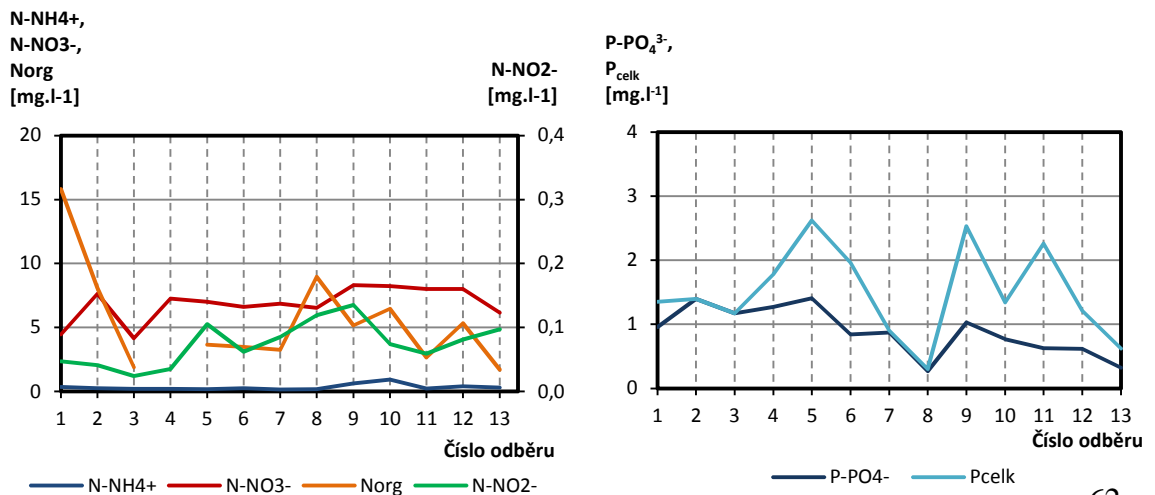 N-NH4+,
N-NO3-,
Norg
[mg.l-1]
N-NO2-
[mg.l-1]
20
15
10
5
0
0,4
0,3
0,2
0,1
0,0
1 2 3 4 5 6 7 8 9 10 11 12 13
Číslo odběru
N-NH4+ N-NO3- Norg N-NO2-
P-PO₄³⁻,
P_celk
[mg.l⁻¹]
4
3
2
1
0
1 2 3 4 5 6 7 8 9 10 11 12 13
Číslo odběru
P-PO4- Pcelk